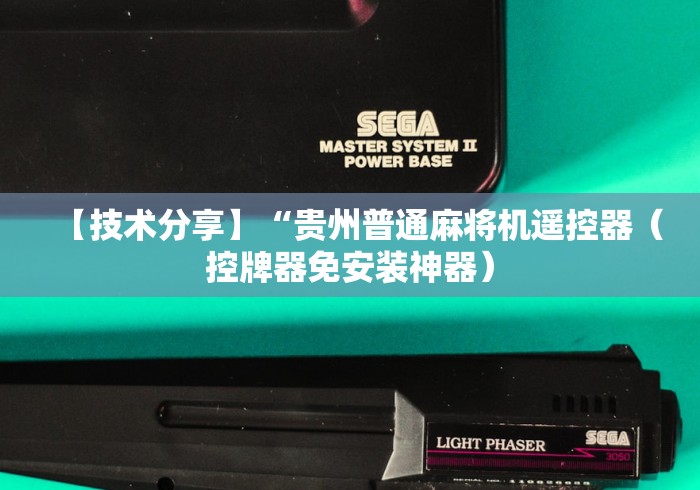 SEGA
MASTER SYSTEM II
POWER BASE
【技术分享】“贵州普通麻将机遥控器（
控牌器免安装神器）
LIGHT PHASER
SEGA
3050